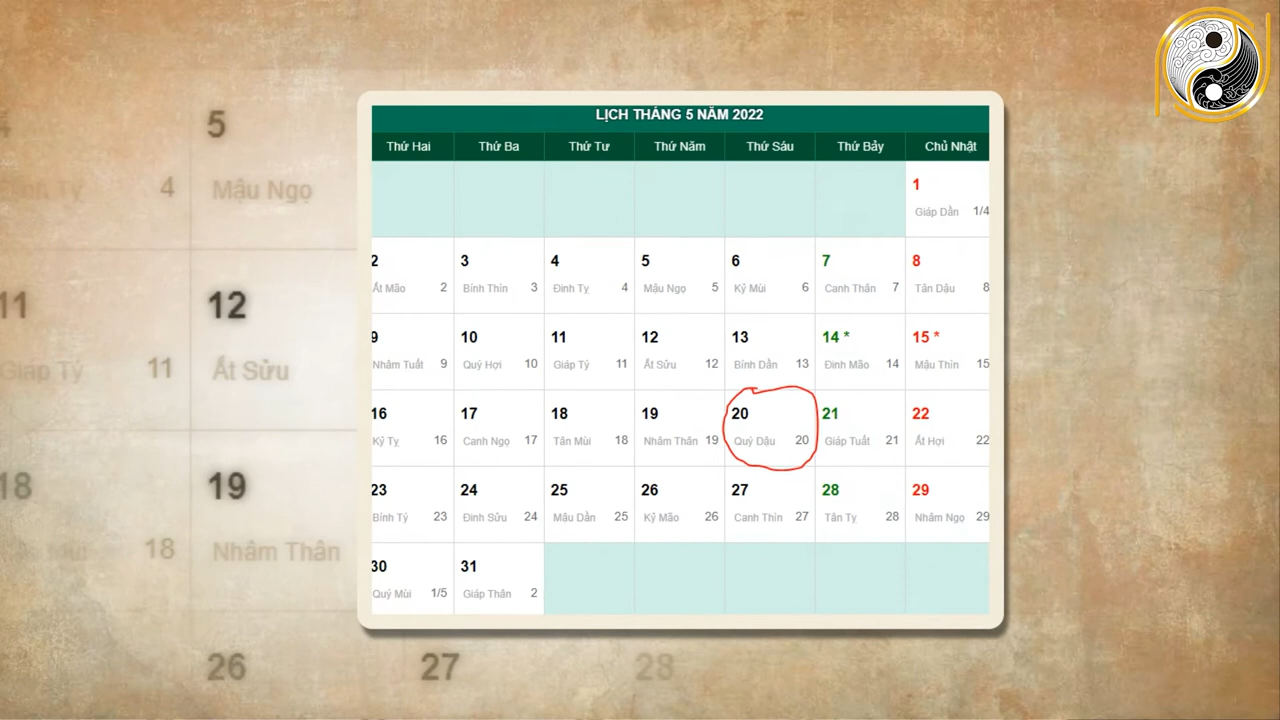 LỊCH THÁNG 5 NĂM 2022
Thứ Hai Thứ Ba Thứ Tư Thứ Năm Thứ Sáu Thứ Bảy Chủ Nhật
1
Giáp Dần 1/4
2 3 4 5 6 7 8
Ất Mão 2 Bính Thìn 3 Đinh Tỵ 4 Mậu Ngọ 5 Kỷ Mùi 6 Canh Thân 7 Tân Dậu 8
9 10 11 12 13 14 * 15 *
Nhâm Tuất 9 Quý Hợi 10 Giáp Tý 11 Ất Sửu 12 Bính Dần 13 Đinh Mão 14 Mậu Thìn 15
16 17 18 19 20 21 22
Kỷ Tỵ 16 Canh Ngọ 17 Tân Mùi 18 Nhâm Thân 19 Quý Dậu 20 Giáp Tuất 21 Ất Hợi 22
23 24 25 26 27 28 29
Bính Tý 23 Đinh Sửu 24 Mậu Dần 25 Kỷ Mão 26 Canh Thìn 27 Tân Tỵ 28 Nhâm Ngọ 29
30 31
Quý Mùi 1/5 Giáp Thân 2
5
4 Mậu Ngọ
11 12
Giáp Tý 11 Ất Sửu
18 19
18 Nhâm Thân
26 27 28